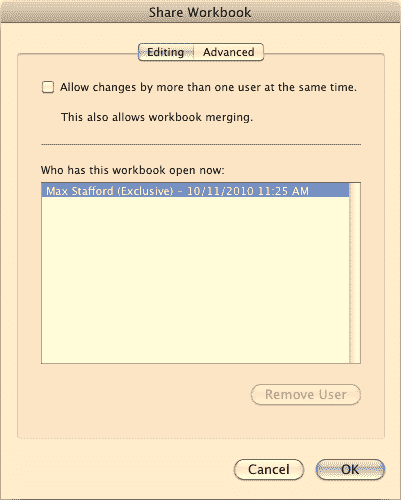 Share Workbook
Editing Advanced
Allow changes by more than one user at the same time.
This also allows workbook merging.
Who has this workbook open now:
Max Stafford (Exclusive) - 10/11/2010 11:25 AM
Remove User
Cancel OK